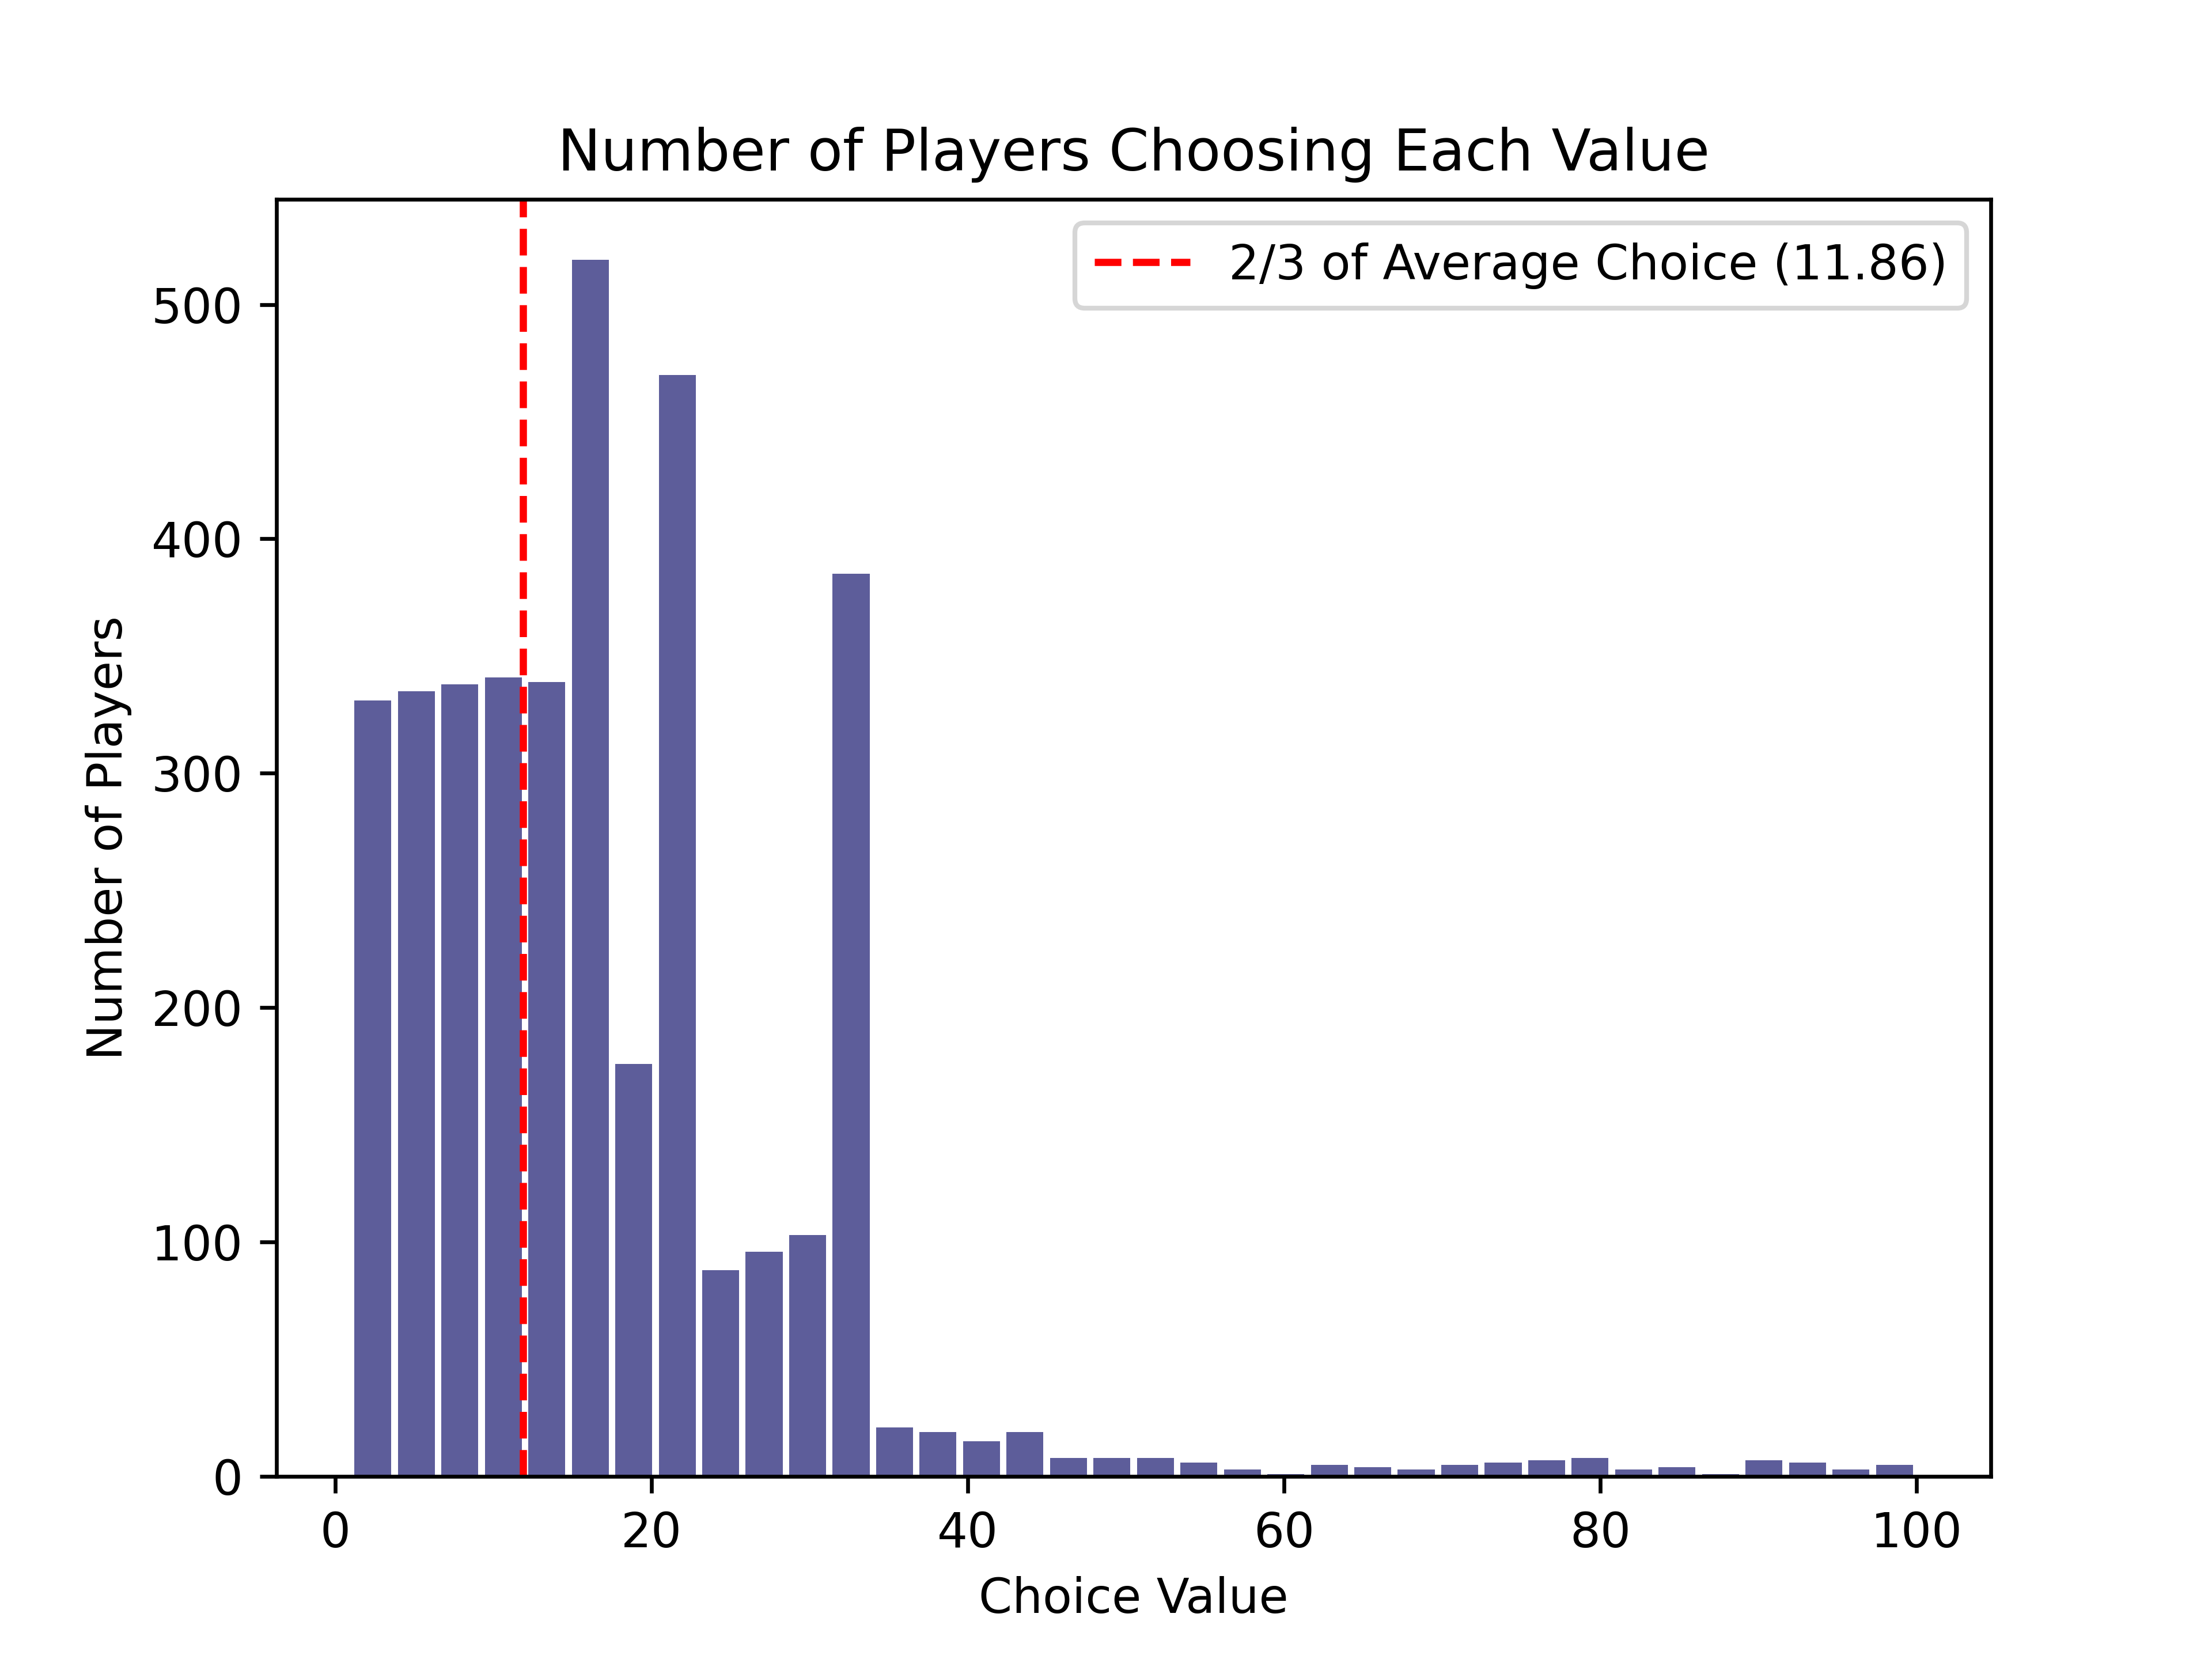 Number of Players Choosing Each Value
2/3 of Average Choice (11.86)
Number of Players
500
400
300
200
100
0
0 20 40 60 80 100
Choice Value